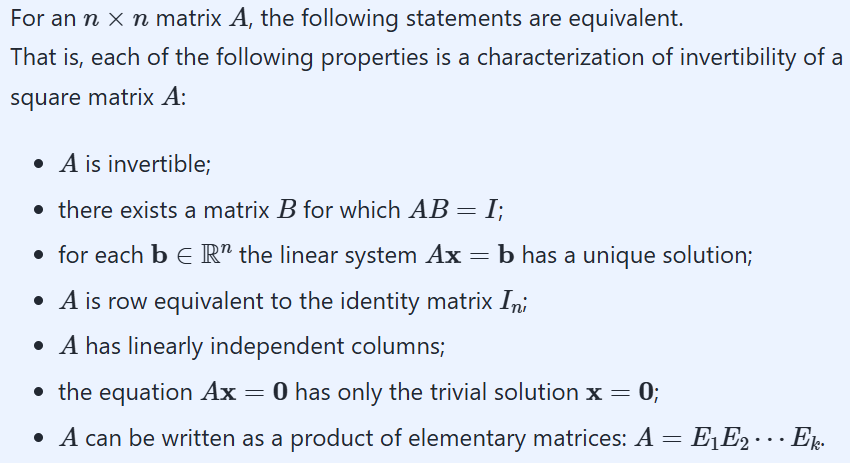 For an n × n matrix A, the following statements are equivalent.
That is, each of the following properties is a characterization of invertibility of a
square matrix A:
• A is invertible;
• there exists a matrix B for which AB = I;
• for each b ∈ ℝⁿ the linear system Ax = b has a unique solution;
• A is row equivalent to the identity matrix Iₙ;
• A has linearly independent columns;
• the equation Ax = 0 has only the trivial solution x = 0;
• A can be written as a product of elementary matrices: A = E₁E₂ ⋯ Eₖ.